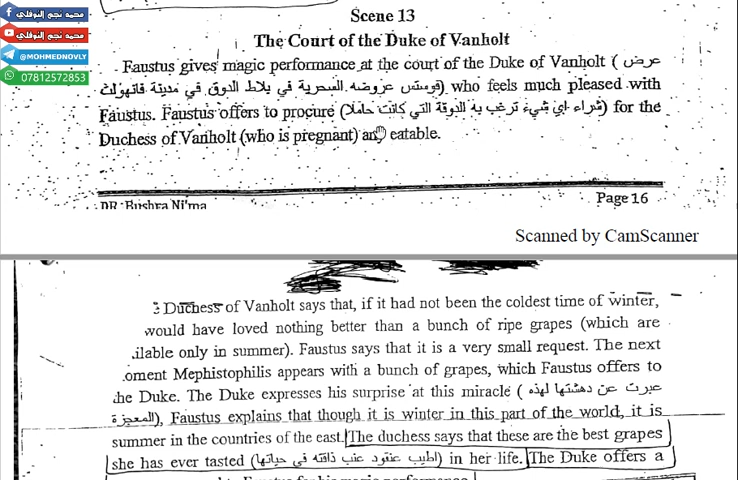 محمد نجم النوفلي
محمد نجم النوفلي
@MOHMEDNOVLY
07812572853
Scene 13
The Court of the Duke of Vanholt
Faustus gives magic performance at the court of the Duke of Vanholt (عرض
فوستس عروضه السحرية في بلاط الدوق في مدينة فانهولت) who feels much pleased with
Faustus. Faustus offers to procure (شراء اي شيء ترغب به الدوقة التي كانت حاملا) for the
Duchess of Vanholt (who is pregnant) any eatable.
DR: Bushra Ni'ma
Page 16
Scanned by CamScanner
Duchess of Vanholt says that, if it had not been the coldest time of winter,
would have loved nothing better than a bunch of ripe grapes (which are
ilable only in summer). Faustus says that it is a very small request. The next
oment Mephistophilis appears with a bunch of grapes, which Faustus offers to
he Duke. The Duke expresses his surprise at this miracle (عبرت عن دهشتها لهذه
المعجزة), Faustus explains that though it is winter in this part of the world, it is
summer in the countries of the east. The duchess says that these are the best grapes
she has ever tasted (اطيب عنقود عنب ذاقته في حياتها) in her life. The Duke offers a